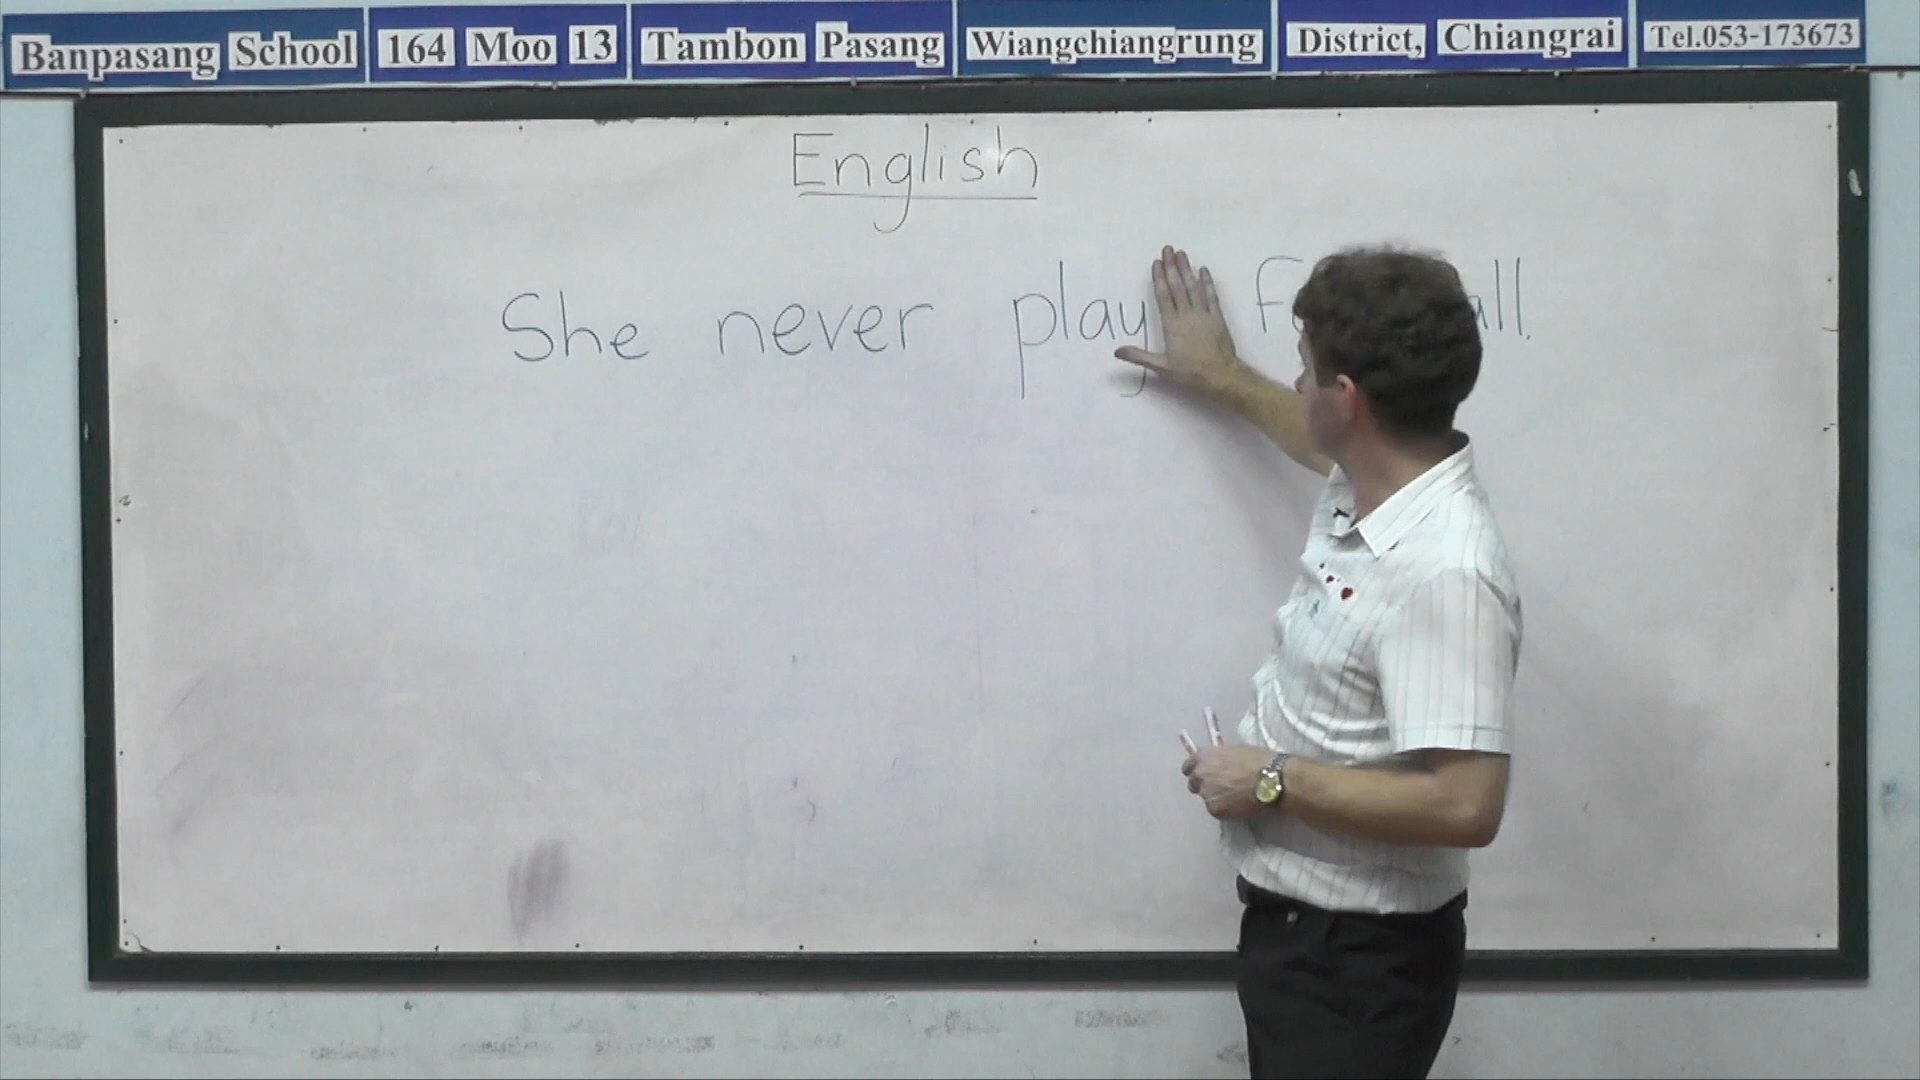 Banpasang School 164 Moo 13 Tambon Pasang Wiangchiangrung District, Chiangrai Tel.053-173673
English
She never play